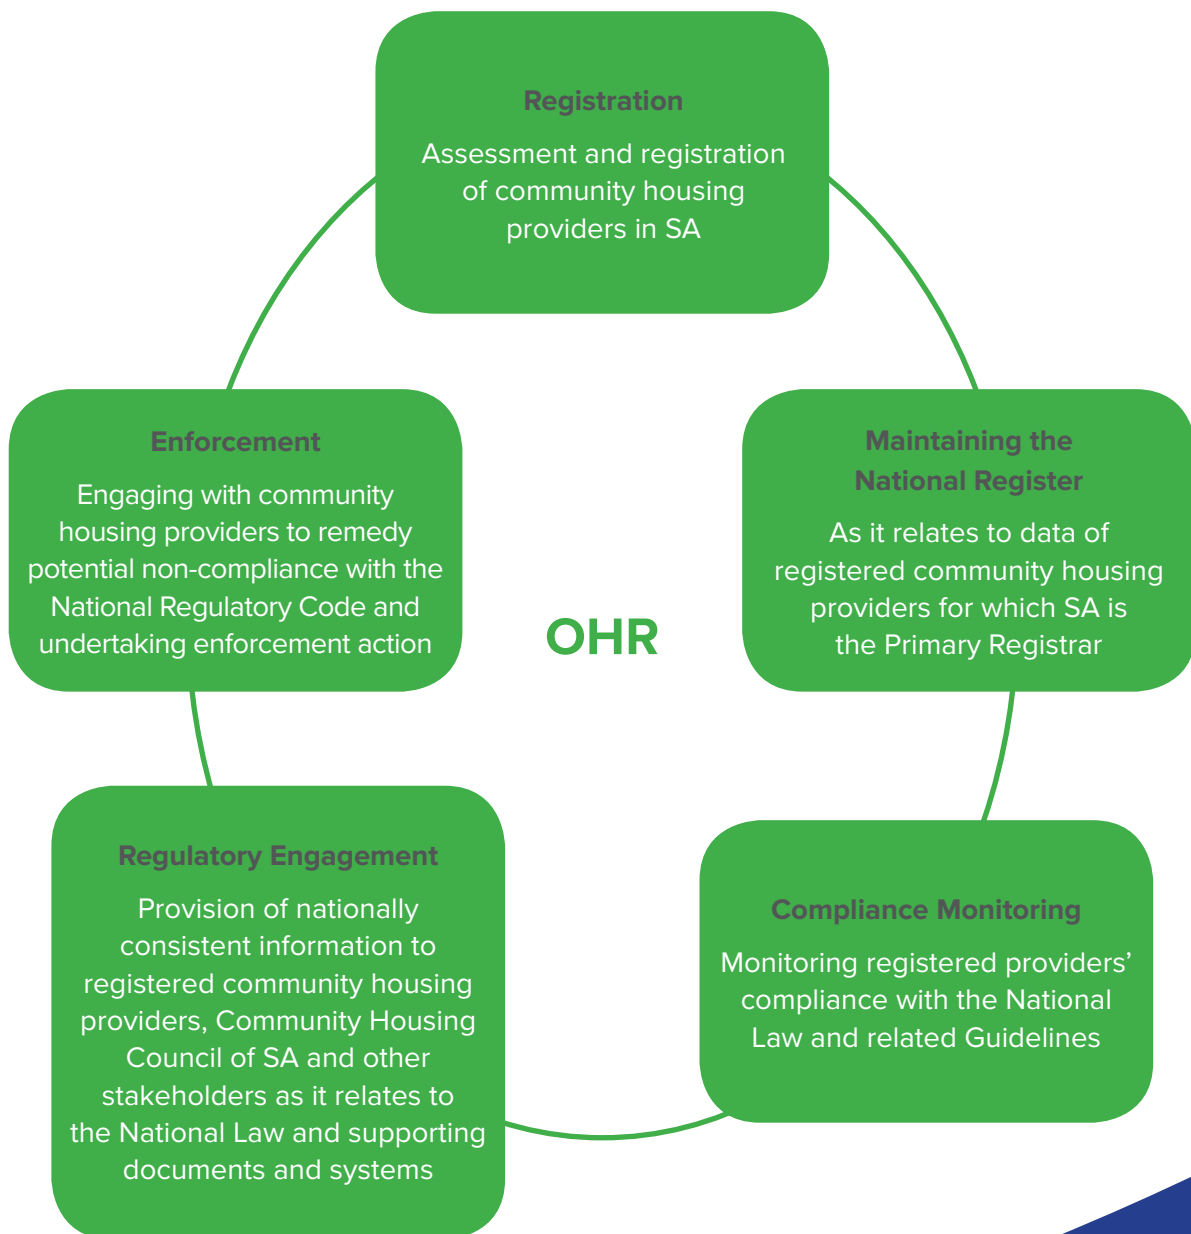 Registration
Assessment and registration
of community housing
providers in SA
Maintaining the
National Register
As it relates to data of
registered community housing
providers for which SA is
the Primary Registrar
Compliance Monitoring
Monitoring registered providers’
compliance with the National
Law and related Guidelines
Regulatory Engagement
Provision of nationally
consistent information to
registered community housing
providers, Community Housing
Council of SA and other
stakeholders as it relates to
the National Law and supporting
documents and systems
Enforcement
Engaging with community
housing providers to remedy
potential non-compliance with the
National Regulatory Code and
undertaking enforcement action
OHR